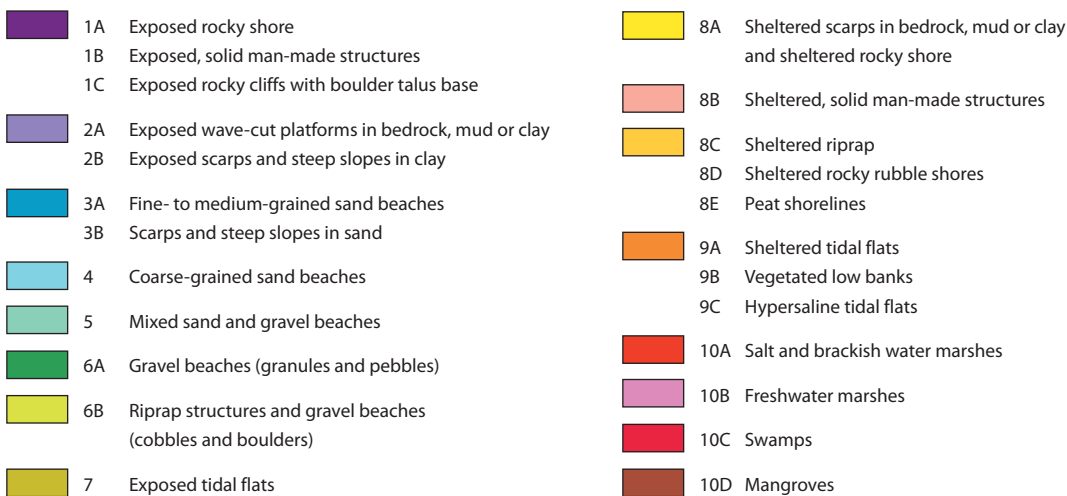 1A Exposed rocky shore
1B Exposed, solid man-made structures
1C Exposed rocky cliffs with boulder talus base
2A Exposed wave-cut platforms in bedrock, mud or clay
2B Exposed scarps and steep slopes in clay
3A Fine- to medium-grained sand beaches
3B Scarps and steep slopes in sand
4 Coarse-grained sand beaches
5 Mixed sand and gravel beaches
6A Gravel beaches (granules and pebbles)
6B Riprap structures and gravel beaches
(cobbles and boulders)
7 Exposed tidal flats
8A Sheltered scarps in bedrock, mud or clay
and sheltered rocky shore
8B Sheltered, solid man-made structures
8C Sheltered riprap
8D Sheltered rocky rubble shores
8E Peat shorelines
9A Sheltered tidal flats
9B Vegetated low banks
9C Hypersaline tidal flats
10A Salt and brackish water marshes
10B Freshwater marshes
10C Swamps
10D Mangroves